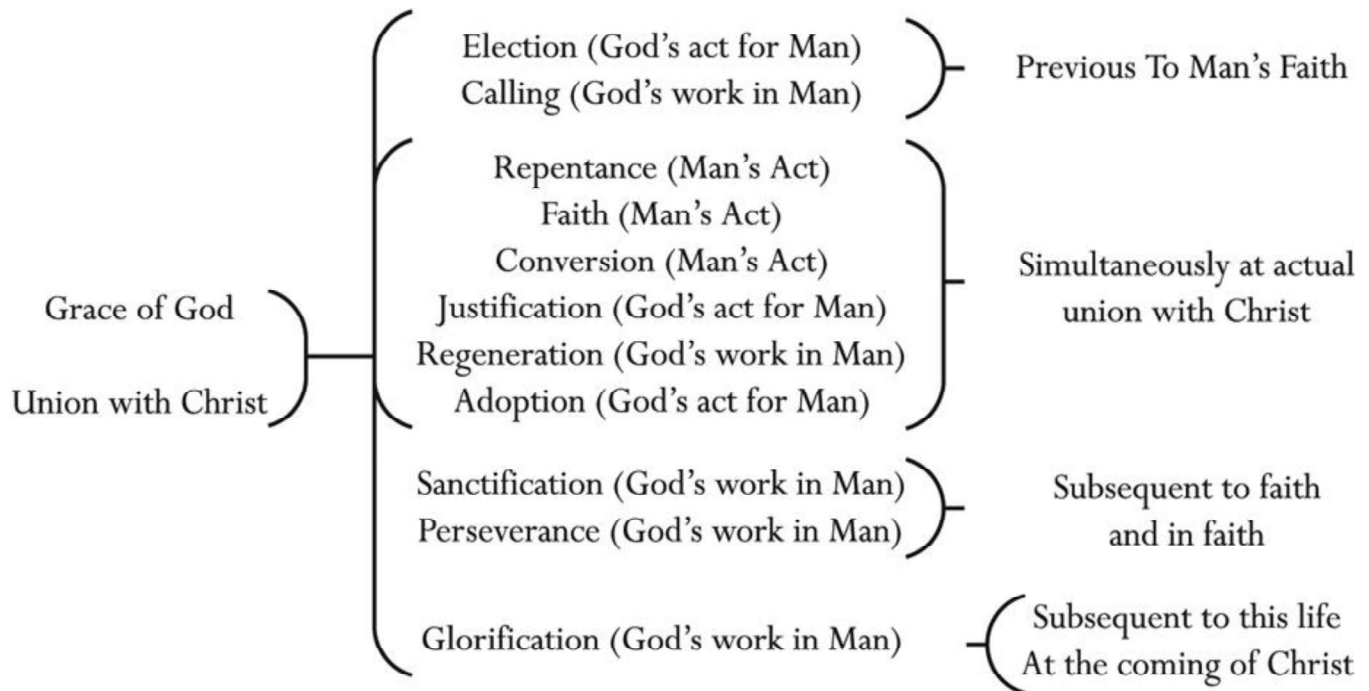 Election (God's act for Man)
Calling (God's work in Man)
Previous To Man's Faith
Repentance (Man's Act)
Faith (Man's Act)
Conversion (Man's Act)
Justification (God's act for Man)
Regeneration (God's work in Man)
Adoption (God's act for Man)
Simultaneously at actual
union with Christ
Grace of God
Union with Christ
Sanctification (God's work in Man)
Perseverance (God's work in Man)
Subsequent to faith
and in faith
Glorification (God's work in Man)
Subsequent to this life
At the coming of Christ